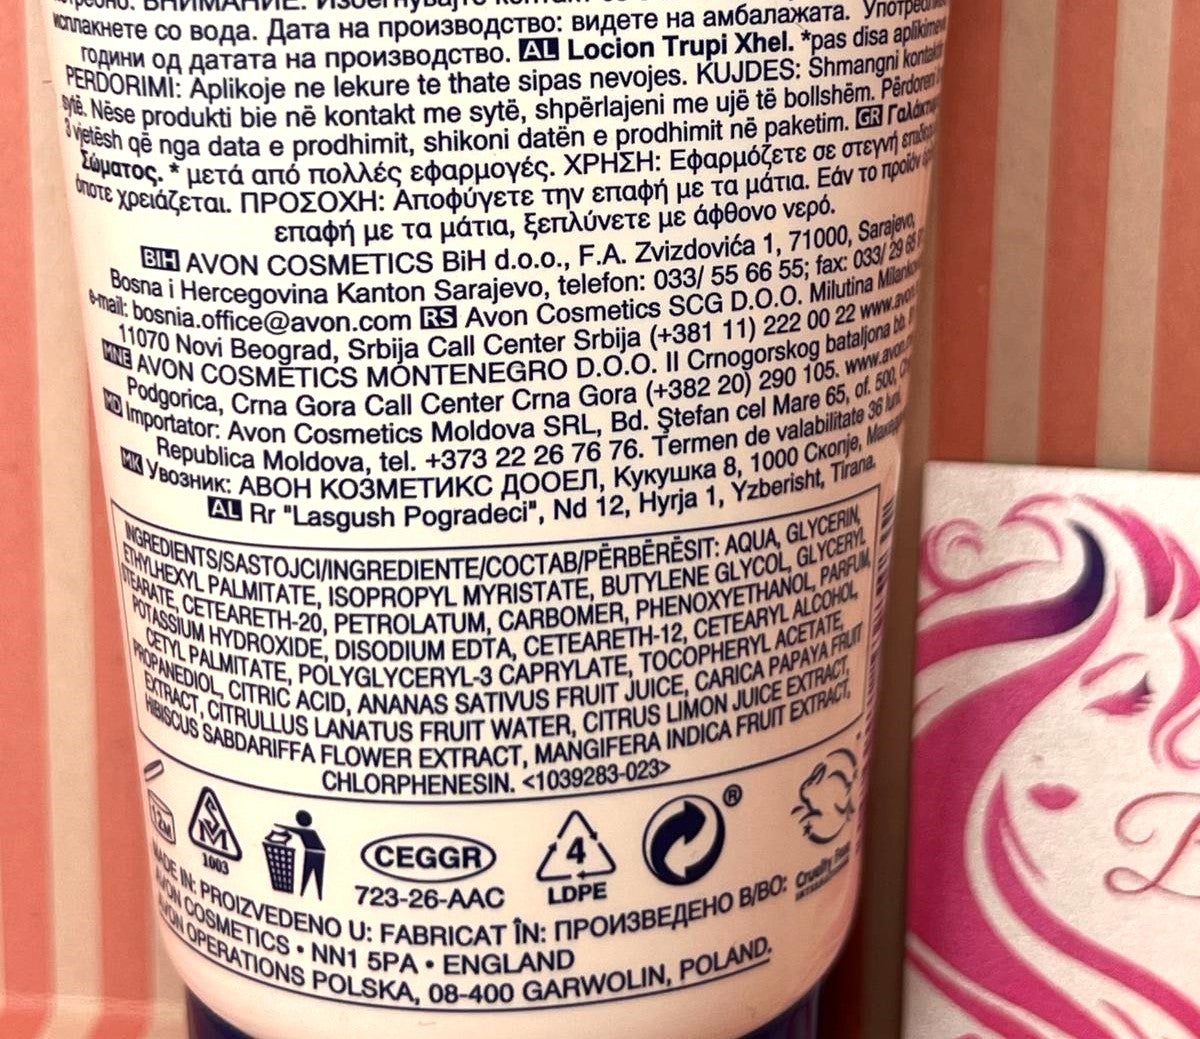 ВНИМАНИЕ:
исплакнете со вода. Дата на производство: видете на амбалажата.
години од датата на производство. AL Locion Trupi Xhel. *pas disa
PERDORIMI: Aplikoje ne lekure te thate sipas nevojes. KUJDES: Shmangni
sytë. Nëse produkti bie në kontakt me sytë, shpërlajeni me ujë të bollshëm. Përdoren
3 vjetësh që nga data e prodhimit, shikoni datën e prodhimit në paketim. GR
Σώματος. * μετά από πολλές εφαρμογές. ΧΡΗΣΗ: Εφαρμόζετε σε στεγνή
όποτε χρειάζεται. ΠΡΟΣΟΧΗ: Αποφύγετε την επαφή με τα μάτια. Εάν το προϊόν
επαφή με τα μάτια, ξεπλύνετε με άφθονο νερό.
BIH AVON COSMETICS BiH d.o.o., F.A. Zvizdovića 1, 71000, Sarajevo,
Bosna i Hercegovina Kanton Sarajevo, telefon: 033/ 55 66 55; fax: 033/ 29 65
e-mail: bosnia.office@avon.com RS Avon Cosmetics SCG D.O.O. Milutina
11070 Novi Beograd, Srbija Call Center Srbija (+381 11) 222 00 22
MNE AVON COSMETICS MONTENEGRO D.O.O. II Crnogorskog bataljona bb.
Podgorica, Crna Gora Call Center Crna Gora (+382 20) 290 105.
MD Importator: Avon Cosmetics Moldova SRL, Bd. Ştefan cel Mare 65, of. 500,
Republica Moldova, tel. +373 22 26 76 76. Termen de valabilitate 36 luni.
MK Увозник: АВОН КОЗМЕТИКС ДООЕЛ, Кукушка 8, 1000 Скопје,
AL Rr "Lasgush Pogradeci", Nd 12, Hyrja 1, Yzberisht, Tirana.
INGREDIENTS/SASTOJCI/INGREDIENTE/СОСТАВ/PËRBËRËSIT: AQUA, GLYCERIN,
ETHYLHEXYL PALMITATE, ISOPROPYL MYRISTATE, BUTYLENE GLYCOL, GLYCERYL
STEARATE, CETEARETH-20, PETROLATUM, CARBOMER, PHENOXYETHANOL, PARFUM,
POTASSIUM HYDROXIDE, DISODIUM EDTA, CETEARETH-12, CETEARYL ALCOHOL,
CETYL PALMITATE, POLYGLYCERYL-3 CAPRYLATE, TOCOPHERYL ACETATE,
PROPANEDIOL, CITRIC ACID, ANANAS SATIVUS FRUIT JUICE, CARICA PAPAYA FRUIT
EXTRACT, CITRULLUS LANATUS FRUIT WATER, CITRUS LIMON JUICE EXTRACT,
HIBISCUS SABDARIFFA FLOWER EXTRACT, MANGIFERA INDICA FRUIT EXTRACT,
CHLORPHENESIN. <1039283-023>
12M
1003
CEGGR
723-26-AAC
4
LDPE
®
Cruelty Free
MADE IN: PROIZVEDENO U: FABRICAT ÎN: ПРОИЗВЕДЕНО В/ВО:
AVON COSMETICS • NN1 5PA • ENGLAND
AVON OPERATIONS POLSKA, 08-400 GARWOLIN, POLAND.